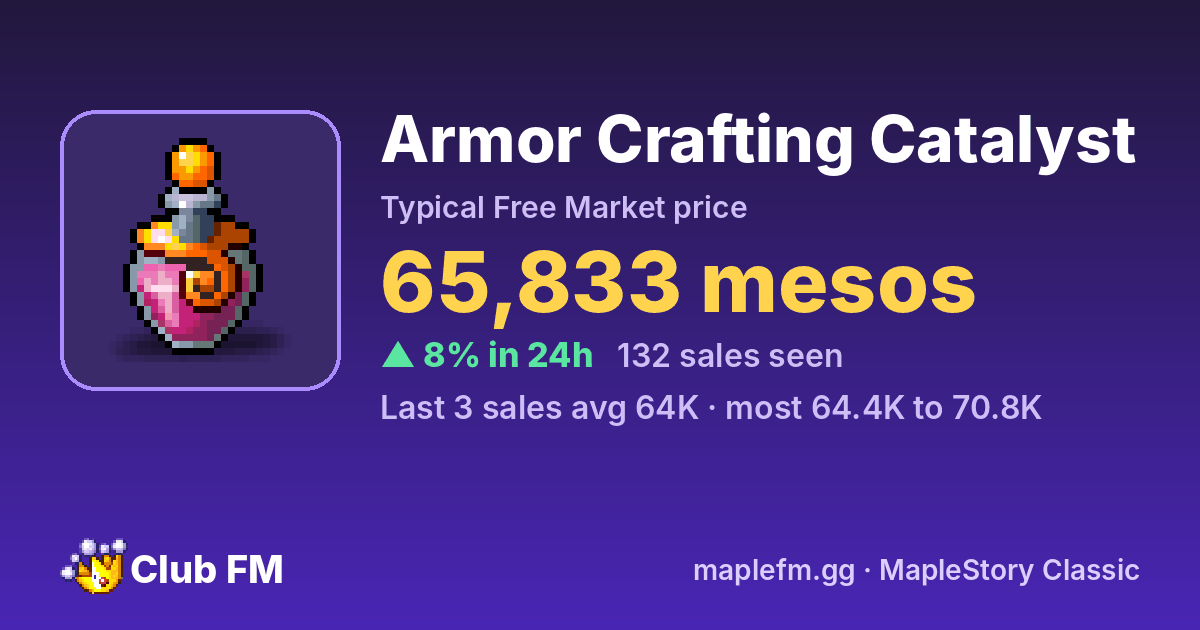 Armor Crafting Catalyst
Typical Free Market price
65,833 mesos
▲ 8% in 24h 132 sales seen
Last 3 sales avg 64K · most 64.4K to 70.8K
Club FM
maplefm.gg · MapleStory Classic